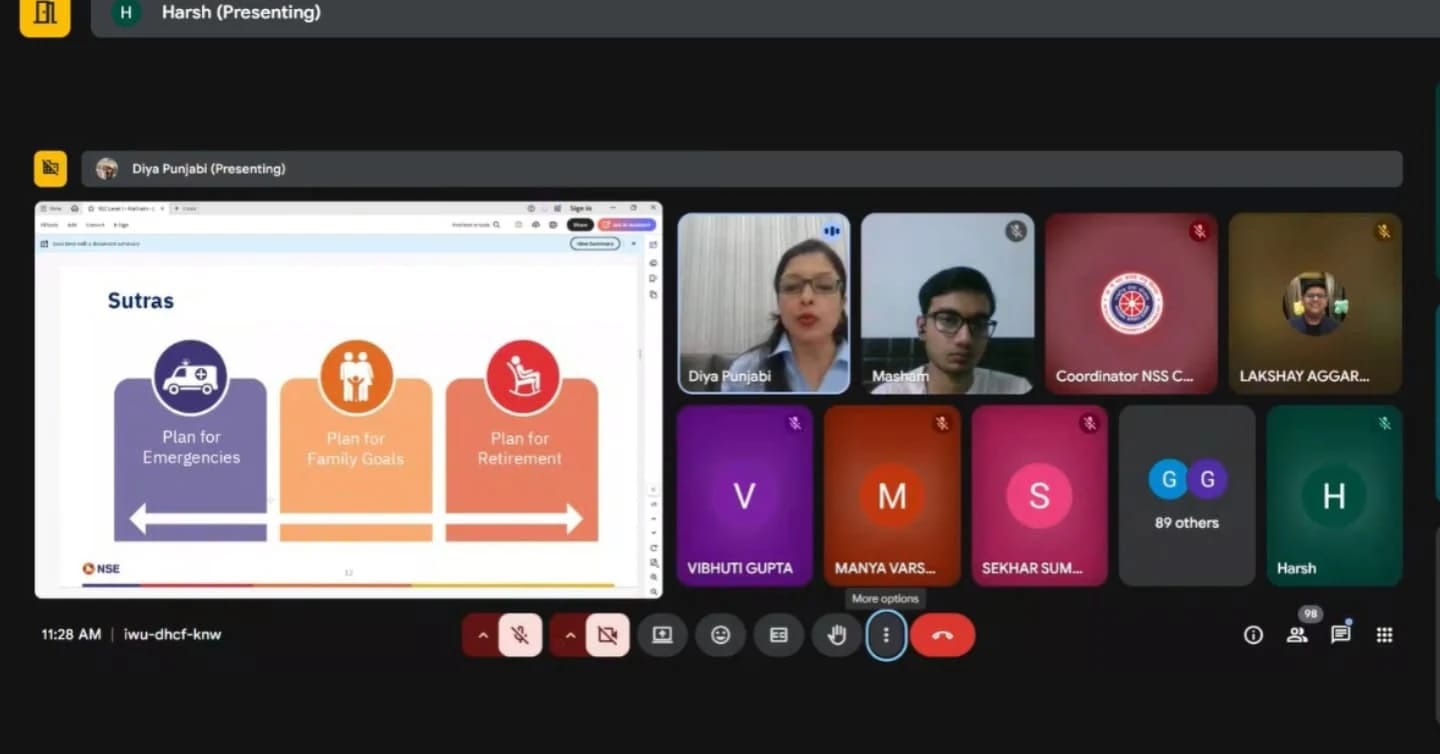 H Harsh (Presenting)
Diya Punjabi (Presenting)
Sign in
Share
View Summary
Sutras
Plan for
Emergencies
Plan for
Family Goals
Plan for
Retirement
NSE
12
Diya Punjabi
Masham
Coordinator NSS C...
LAKSHAY AGGAR...
V
VIBHUTI GUPTA
M
MANYA VARS...
S
SEKHAR SUM...
G G
89 others
H
Harsh
More options
11:28 AM | iwu-dhcf-knw
CC
98